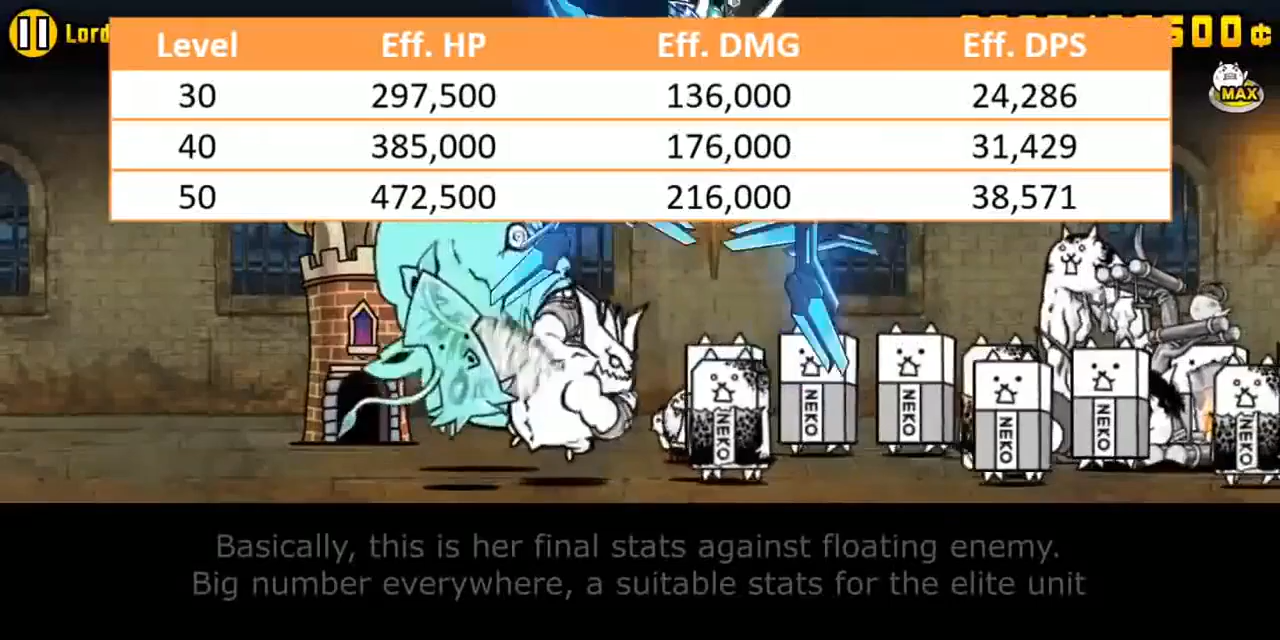 Lord
Level Eff. HP Eff. DMG Eff. DPS
30 297,500 136,000 24,286
40 385,000 176,000 31,429
50 472,500 216,000 38,571
MAX
NEKO
NEKO
NEKO
NEKO
NEKO
NEKO
Basically, this is her final stats against floating enemy.
Big number everywhere, a suitable stats for the elite unit